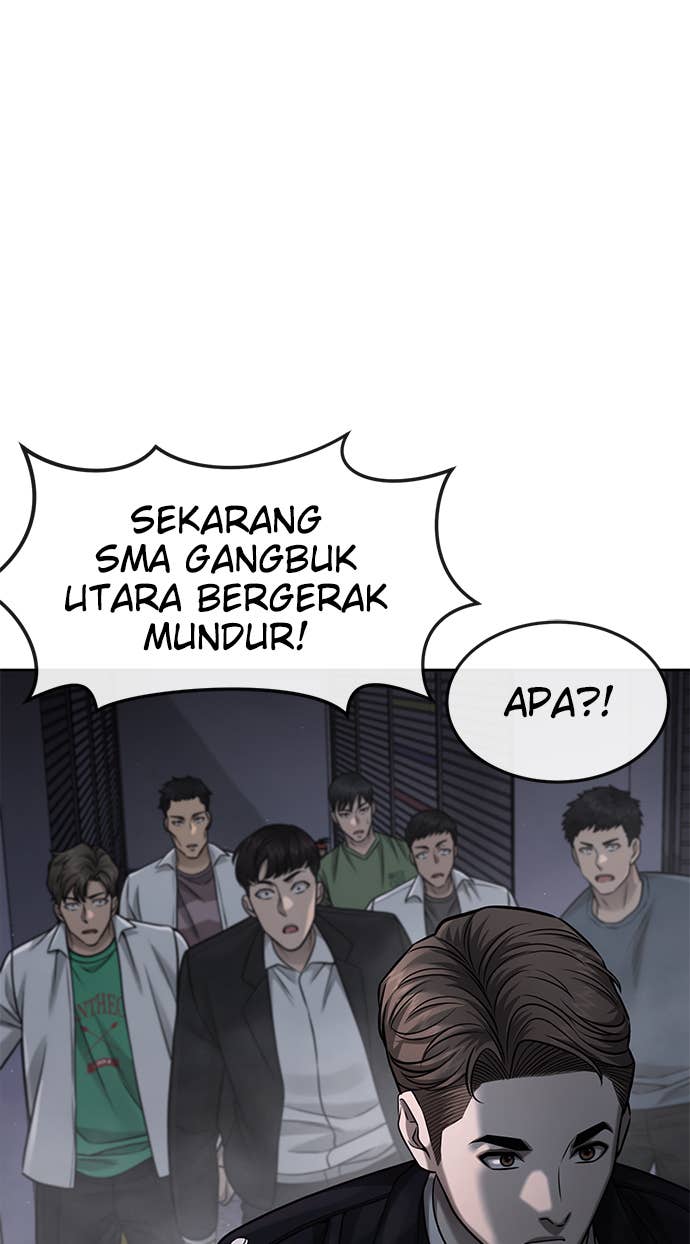 SEKARANG
SMA GANGBUK
UTARA BERGERAK
MUNDUR!
APA?!